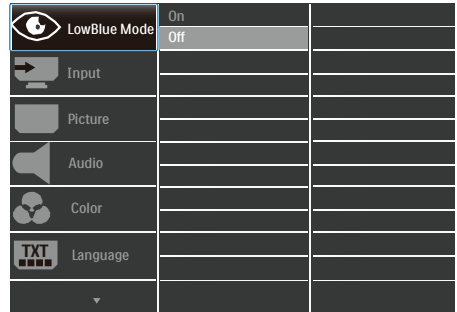 LowBlue Mode
On
Off
Input
Picture
Audio
Color
TXT
Language